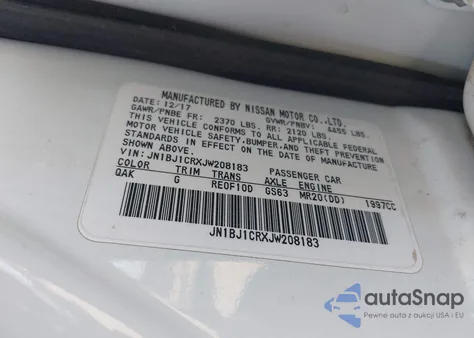 MANUFACTURED BY NISSAN MOTOR CO.,LTD.
DATE: 12/17 GVWR/PNBV: 4455 LBS.
GAWR/PNBE FR: 2370 LBS. RR: 2120 LBS.
THIS VEHICLE CONFORMS TO ALL APPLICABLE FEDERAL
MOTOR VEHICLE SAFETY,BUMPER,AND THEFT PREVENTION
STANDARDS IN EFFECT ON THE DATE OF
MANUFACTURE SHOWN ABOVE
VIN: JN1BJ1CRXJW208183 PASSENGER CAR
COLOR TRIM TRANS AXLE ENGINE
QAK G RE0F10D GS63 MR20(DD) 1997CC
JN1BJ1CRXJW208183
autoSnap
Pewne auta z aukcji USA i EU